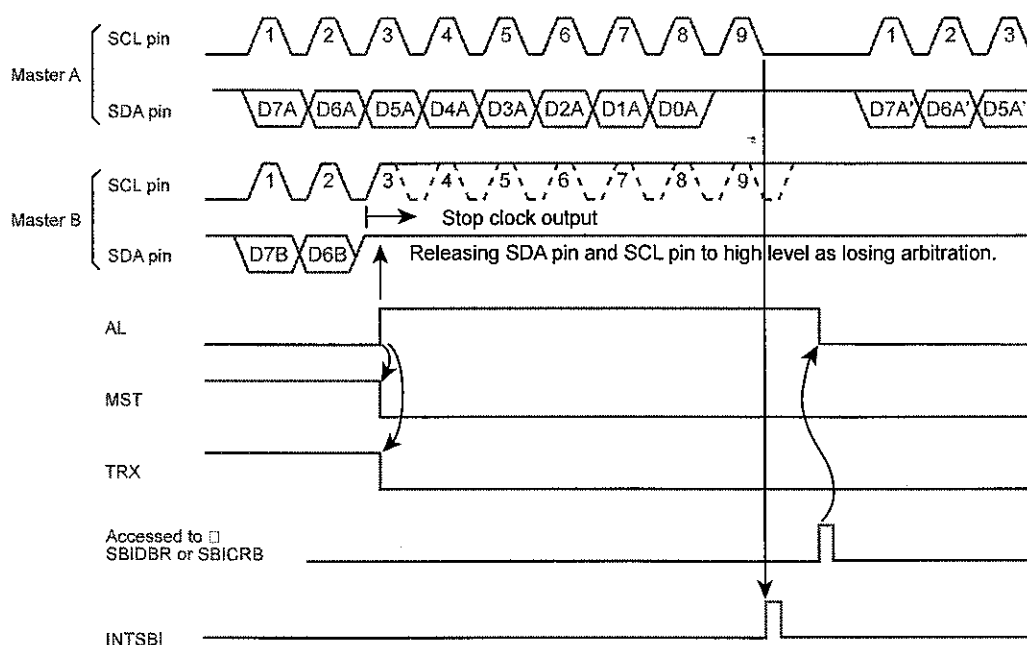 SCL pin 1 2 3 4 5 6 7 8 9 1 2 3
Master A
SDA pin D7A D6A D5A D4A D3A D2A D1A D0A D7A' D6A' D5A'
SCL pin 1 2 3 4 5 6 7 8 9
Master B
Stop clock output
SDA pin D7B D6B
Releasing SDA pin and SCL pin to high level as losing arbitration.
AL
MST
TRX
Accessed to □
SBIDBR or SBICRB
INTSBI